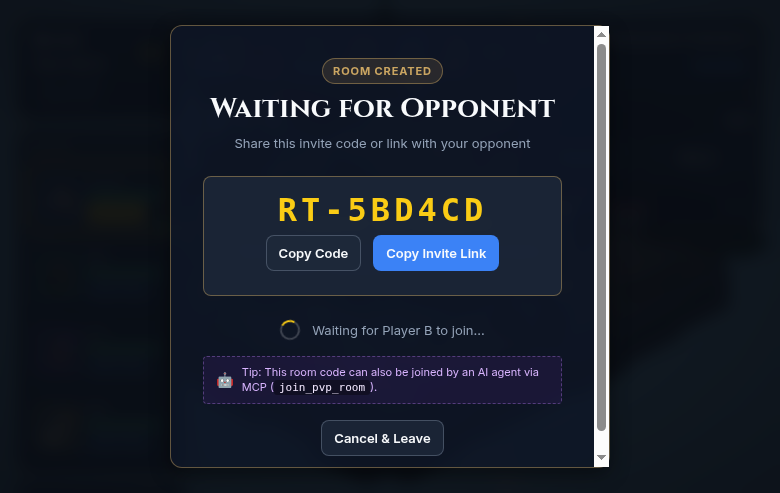 ROOM CREATED
Waiting for Opponent
Share this invite code or link with your opponent
RT-5BD4CD
Copy Code
Copy Invite Link
Waiting for Player B to join...
Tip: This room code can also be joined by an AI agent via
MCP ( join_pvp_room ).
Cancel & Leave